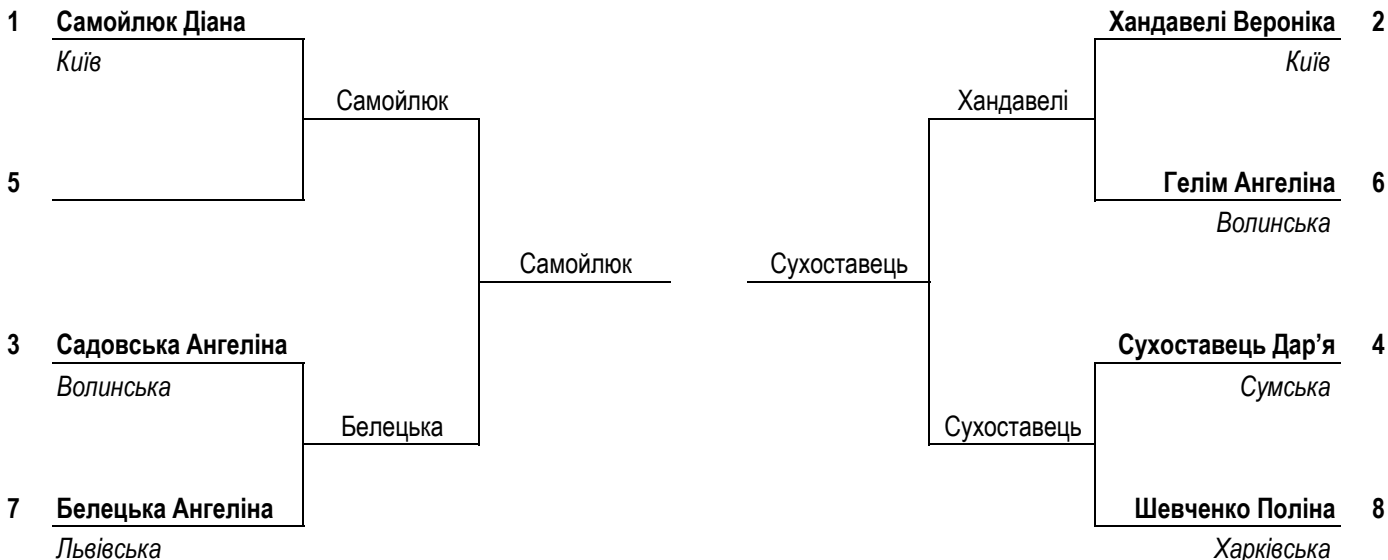 1 Самойлюк Діана Хандавелі Вероніка 2
Київ Київ
Самойлюк Хандавелі
5 Гелім Ангеліна 6
Волинська
Самойлюк Сухоставець
3 Садовська Ангеліна Сухоставець Дар’я 4
Волинська Сумська
Белецька Сухоставець
7 Белецька Ангеліна Шевченко Поліна 8
Львівська Харківська